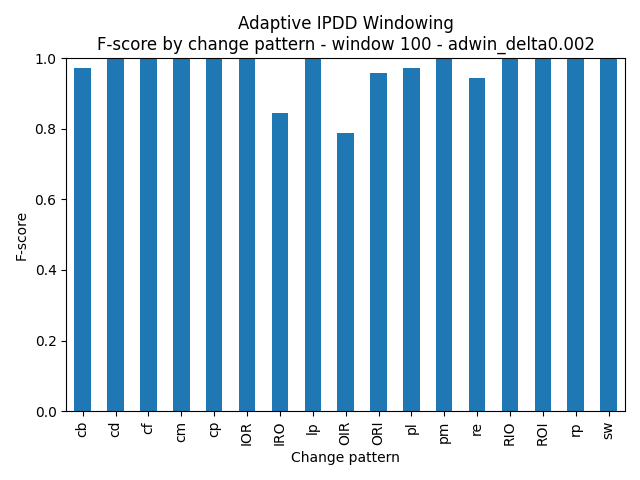 Adaptive IPDD Windowing
F-score by change pattern - window 100 - adwin_delta0.002
1.0
0.8
0.6
0.4
0.2
0.0
F-score
cb
cd
cf
cm
cp
IOR
IRO
lp
OIR
ORI
pl
pm
re
RIO
ROI
rp
sw
Change pattern